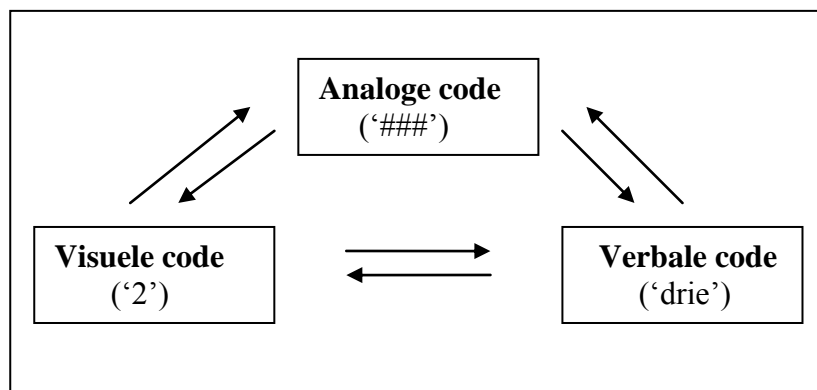 Analoge code
(‘###’)
Visuele code
(‘2’)
Verbale code
(‘drie’)